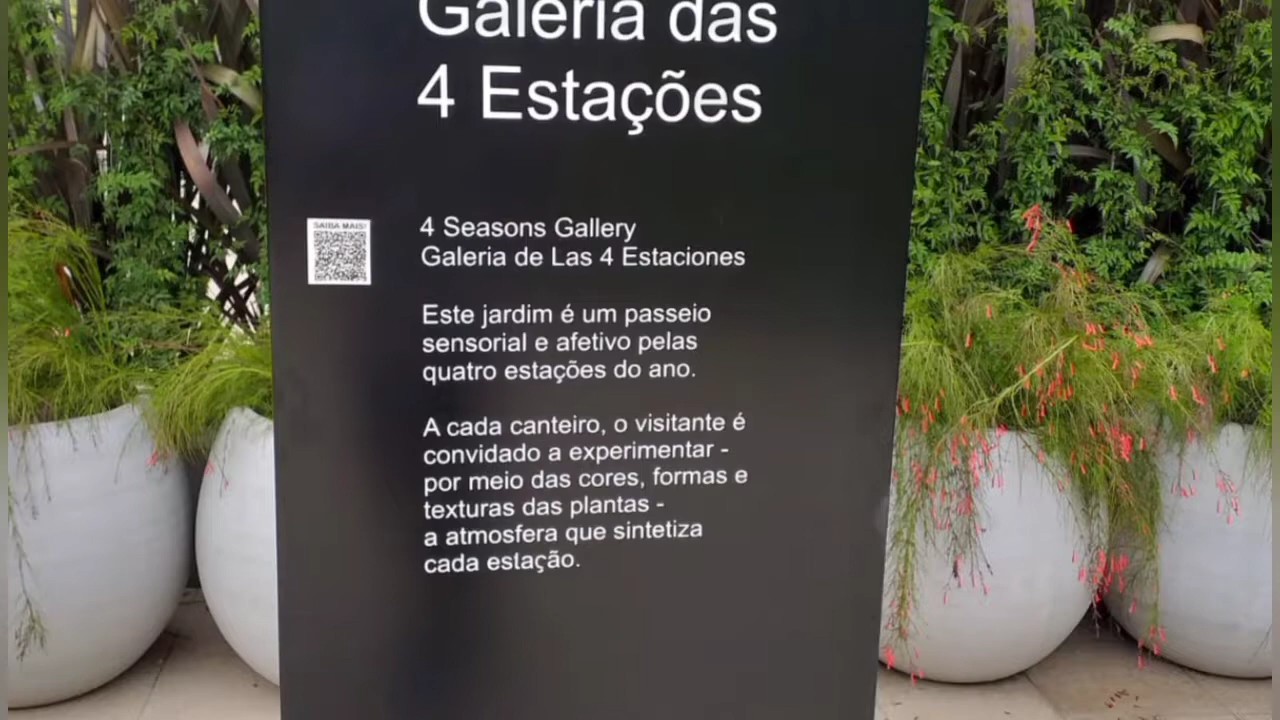 Galeria das
4 Estações
SAIBA MAIS!
4 Seasons Gallery
Galeria de Las 4 Estaciones
Este jardim é um passeio
sensorial e afetivo pelas
quatro estações do ano.
A cada canteiro, o visitante é
convidado a experimentar -
por meio das cores, formas e
texturas das plantas -
a atmosfera que sintetiza
cada estação.